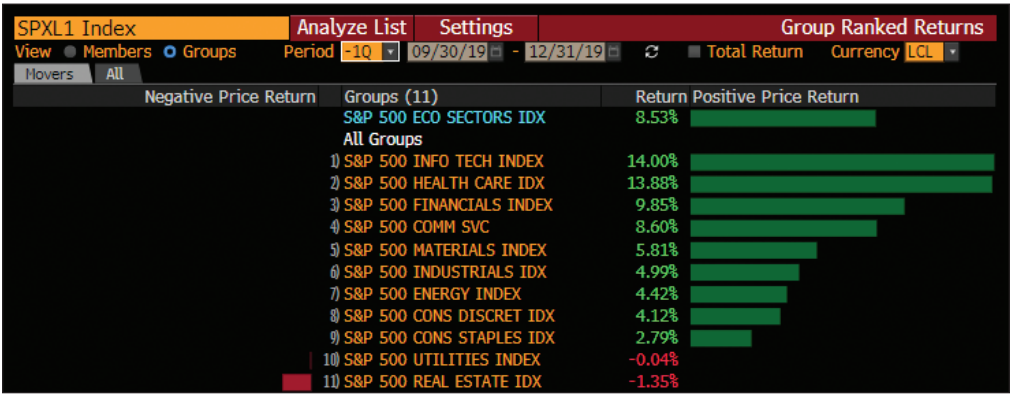 SPXL1 Index Analyze List Settings Group Ranked Returns
View Members Groups Period -1Q 09/30/19 - 12/31/19 Total Return Currency LCL
Movers All
Negative Price Return Groups (11) Return Positive Price Return
S&P 500 ECO SECTORS IDX 8.53%
All Groups
1) S&P 500 INFO TECH INDEX 14.00%
2) S&P 500 HEALTH CARE IDX 13.88%
3) S&P 500 FINANCIALS INDEX 9.85%
4) S&P 500 COMM SVC 8.60%
5) S&P 500 MATERIALS INDEX 5.81%
6) S&P 500 INDUSTRIALS IDX 4.99%
7) S&P 500 ENERGY INDEX 4.42%
8) S&P 500 CONS DISCRET IDX 4.12%
9) S&P 500 CONS STAPLES IDX 2.79%
10) S&P 500 UTILITIES INDEX -0.04%
11) S&P 500 REAL ESTATE IDX -1.35%